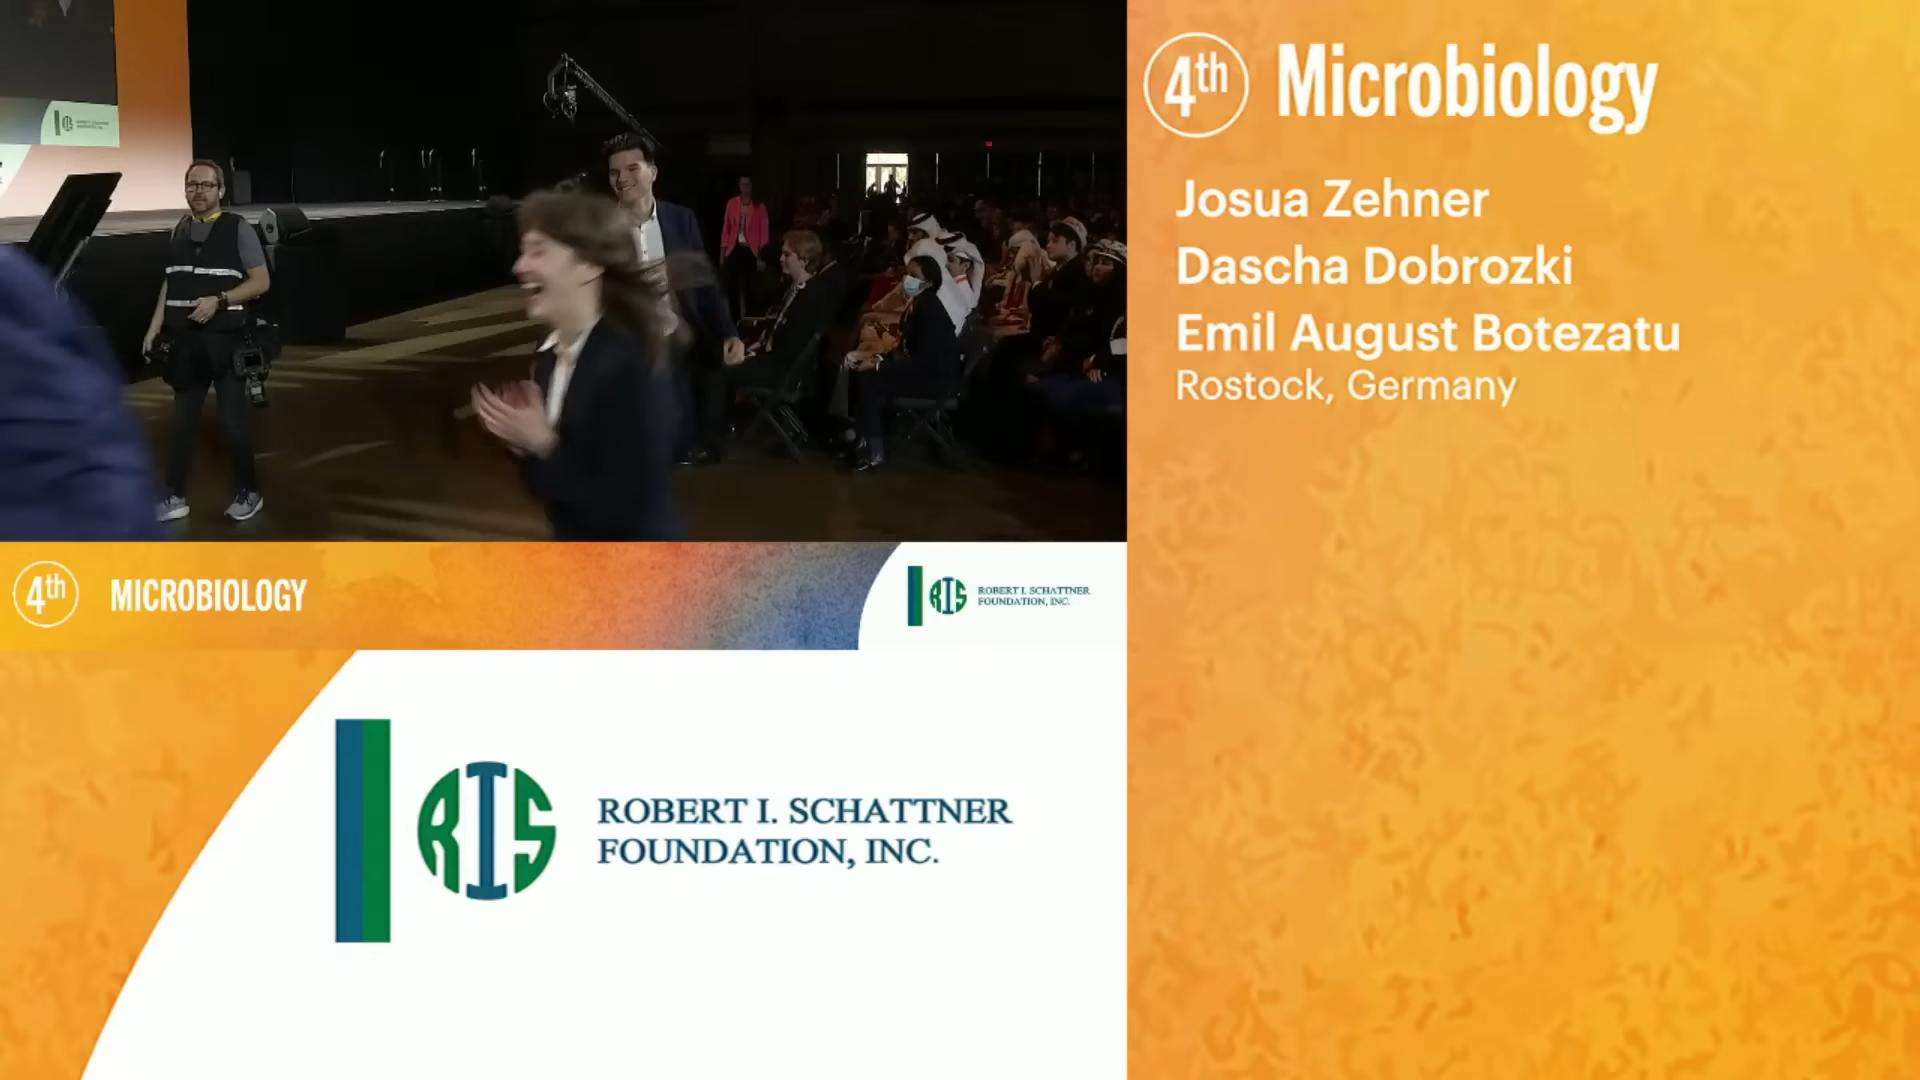 4th Microbiology
Josua Zehner
Dascha Dobrozki
Emil August Botezatu
Rostock, Germany
4th MICROBIOLOGY
RIS ROBERT I. SCHATTNER
FOUNDATION, INC.
RIS ROBERT I. SCHATTNER
FOUNDATION, INC.